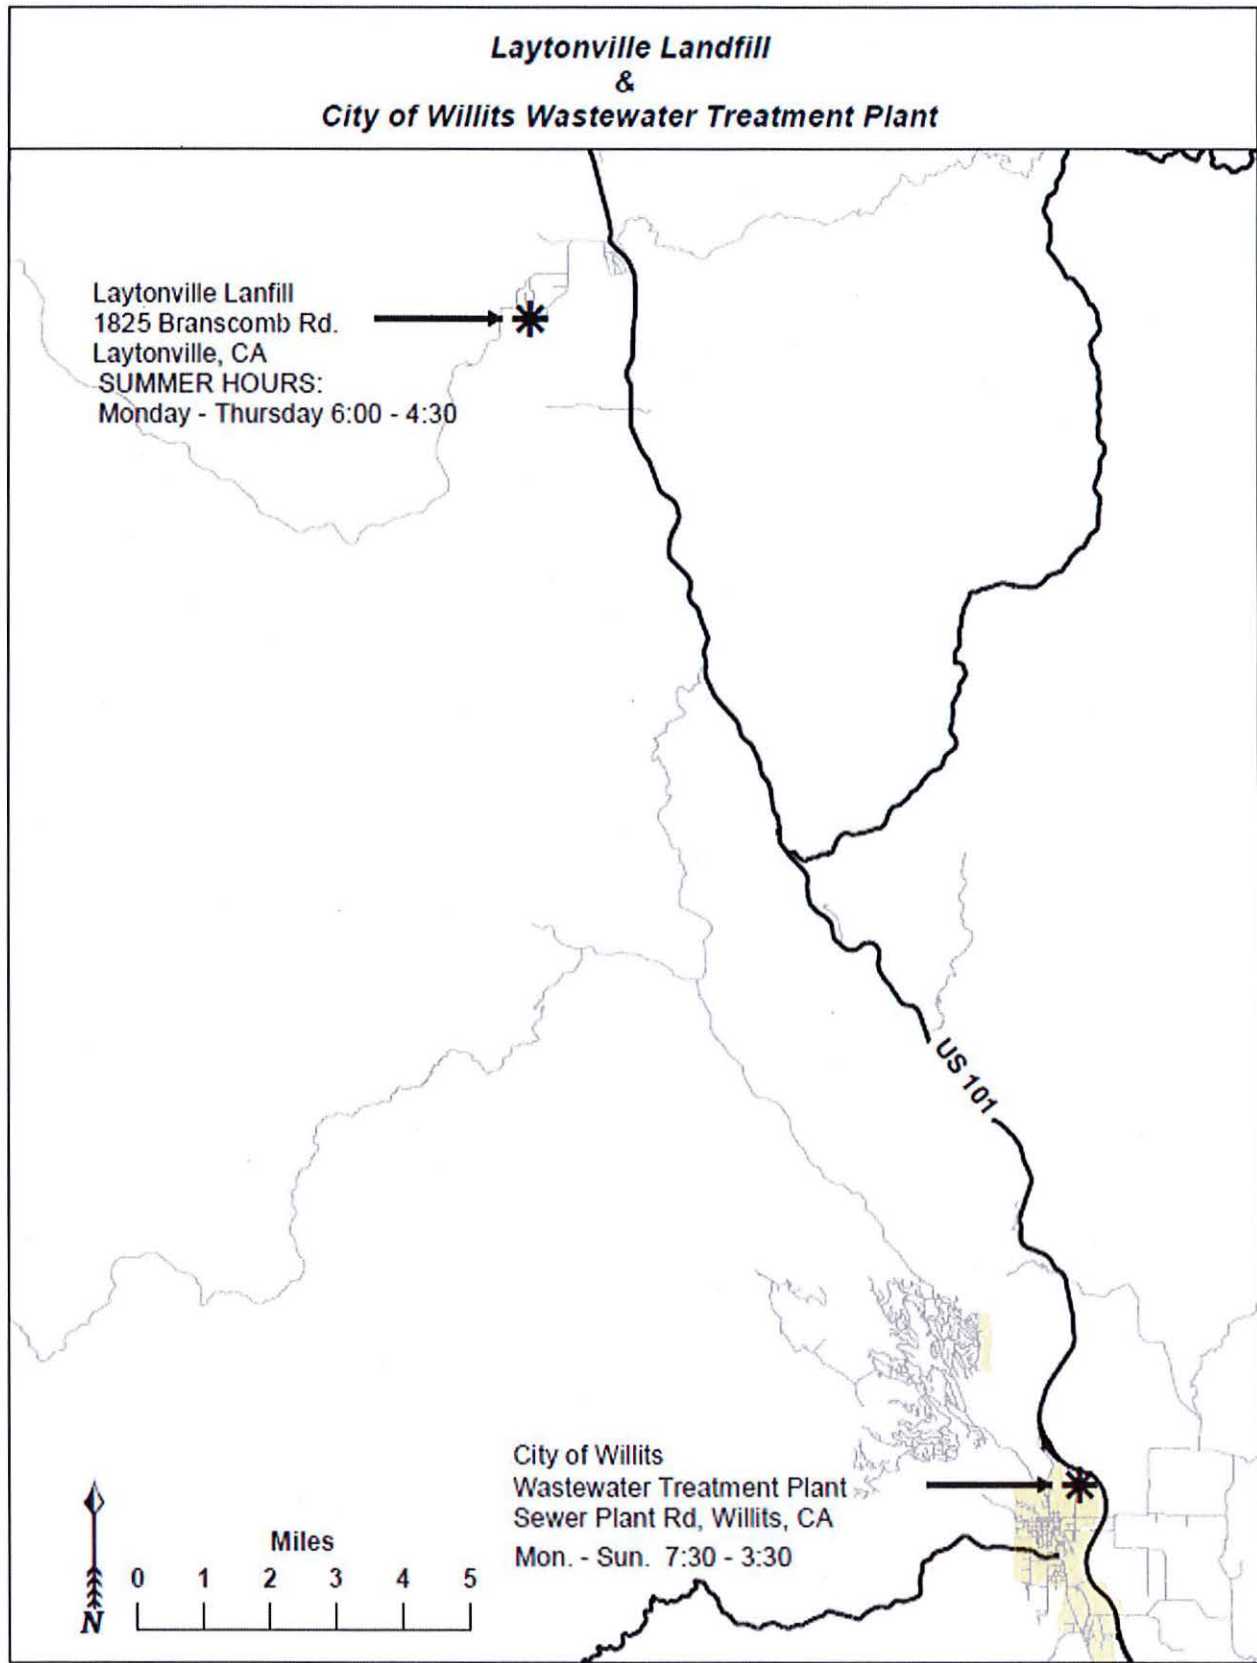 Laytonville Landfill
&
City of Willits Wastewater Treatment Plant
Laytonville Lanfill
1825 Branscomb Rd.
Laytonville, CA
SUMMER HOURS:
Monday - Thursday 6:00 - 4:30
US 101
City of Willits
Wastewater Treatment Plant
Sewer Plant Rd, Willits, CA
Mon. - Sun. 7:30 - 3:30
Miles
0 1 2 3 4 5
N